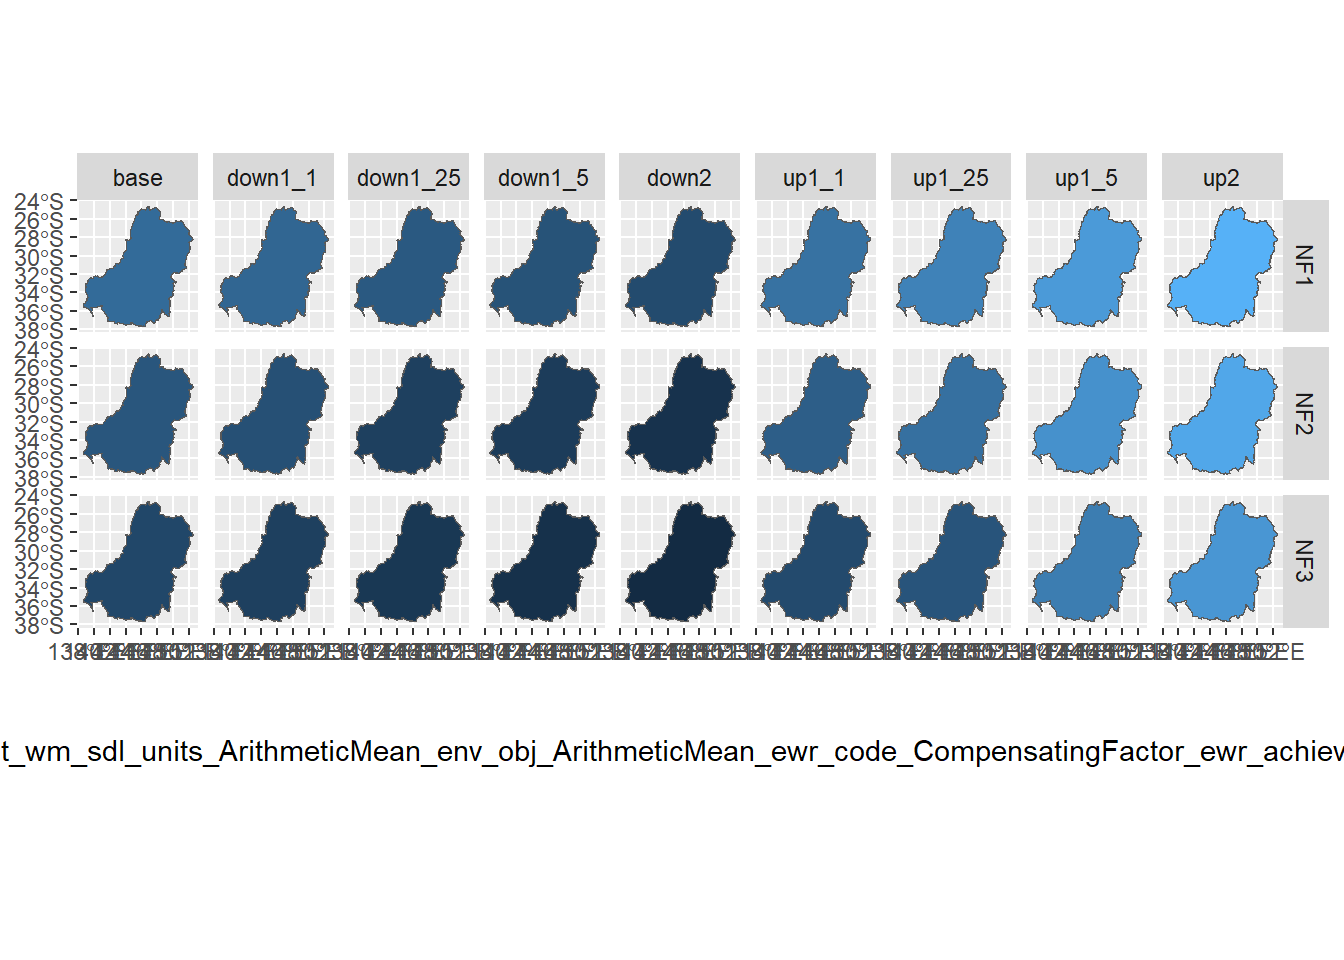 base down1_1 down1_25 down1_5 down2 up1_1 up1_25 up1_5 up2
24°S
26°S
28°S
30°S
32°S
34°S
36°S
38°S
NF1
24°S
26°S
28°S
30°S
32°S
34°S
36°S
38°S
NF2
24°S
26°S
28°S
30°S
32°S
34°S
36°S
38°S
NF3
t_wm_sdl_units_ArithmeticMean_env_obj_ArithmeticMean_ewr_code_CompensatingFactor_ewr_achiev